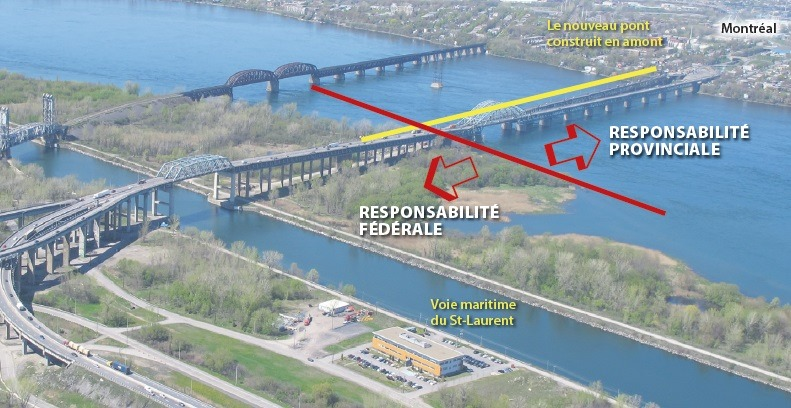 Le nouveau pont
construit en amont
Montréal
RESPONSABILITÉ
PROVINCIALE
RESPONSABILITÉ
FÉDÉRALE
Voie maritime
du St-Laurent